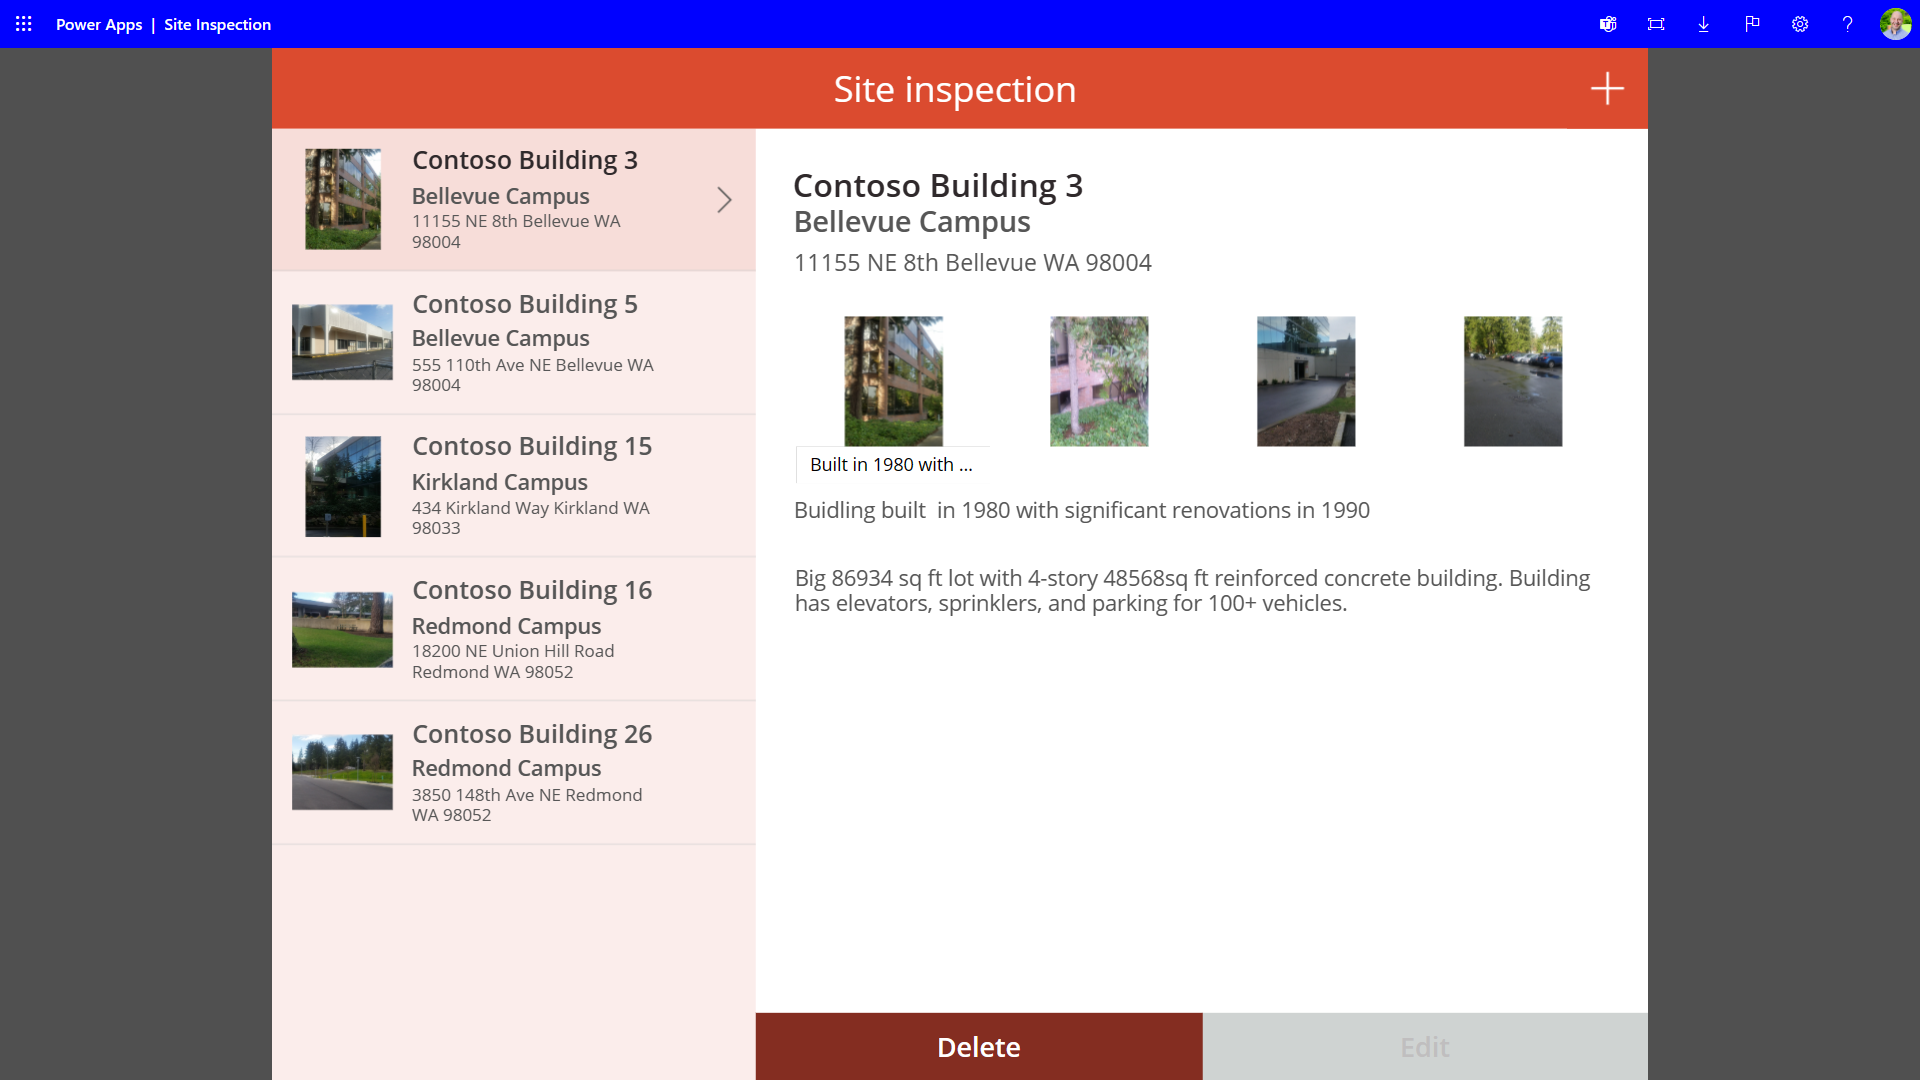 Power Apps | Site Inspection
Site inspection
Contoso Building 3
Bellevue Campus
11155 NE 8th Bellevue WA
98004
Contoso Building 5
Bellevue Campus
555 110th Ave NE Bellevue WA
98004
Contoso Building 15
Kirkland Campus
434 Kirkland Way Kirkland WA
98033
Contoso Building 16
Redmond Campus
18200 NE Union Hill Road
Redmond WA 98052
Contoso Building 26
Redmond Campus
3850 148th Ave NE Redmond
WA 98052
Contoso Building 3
Bellevue Campus
11155 NE 8th Bellevue WA 98004
Built in 1980 with ...
Buidling built  in 1980 with significant renovations in 1990
Big 86934 sq ft lot with 4-story 48568sq ft reinforced concrete building. Building
has elevators, sprinklers, and parking for 100+ vehicles.
Delete
Edit